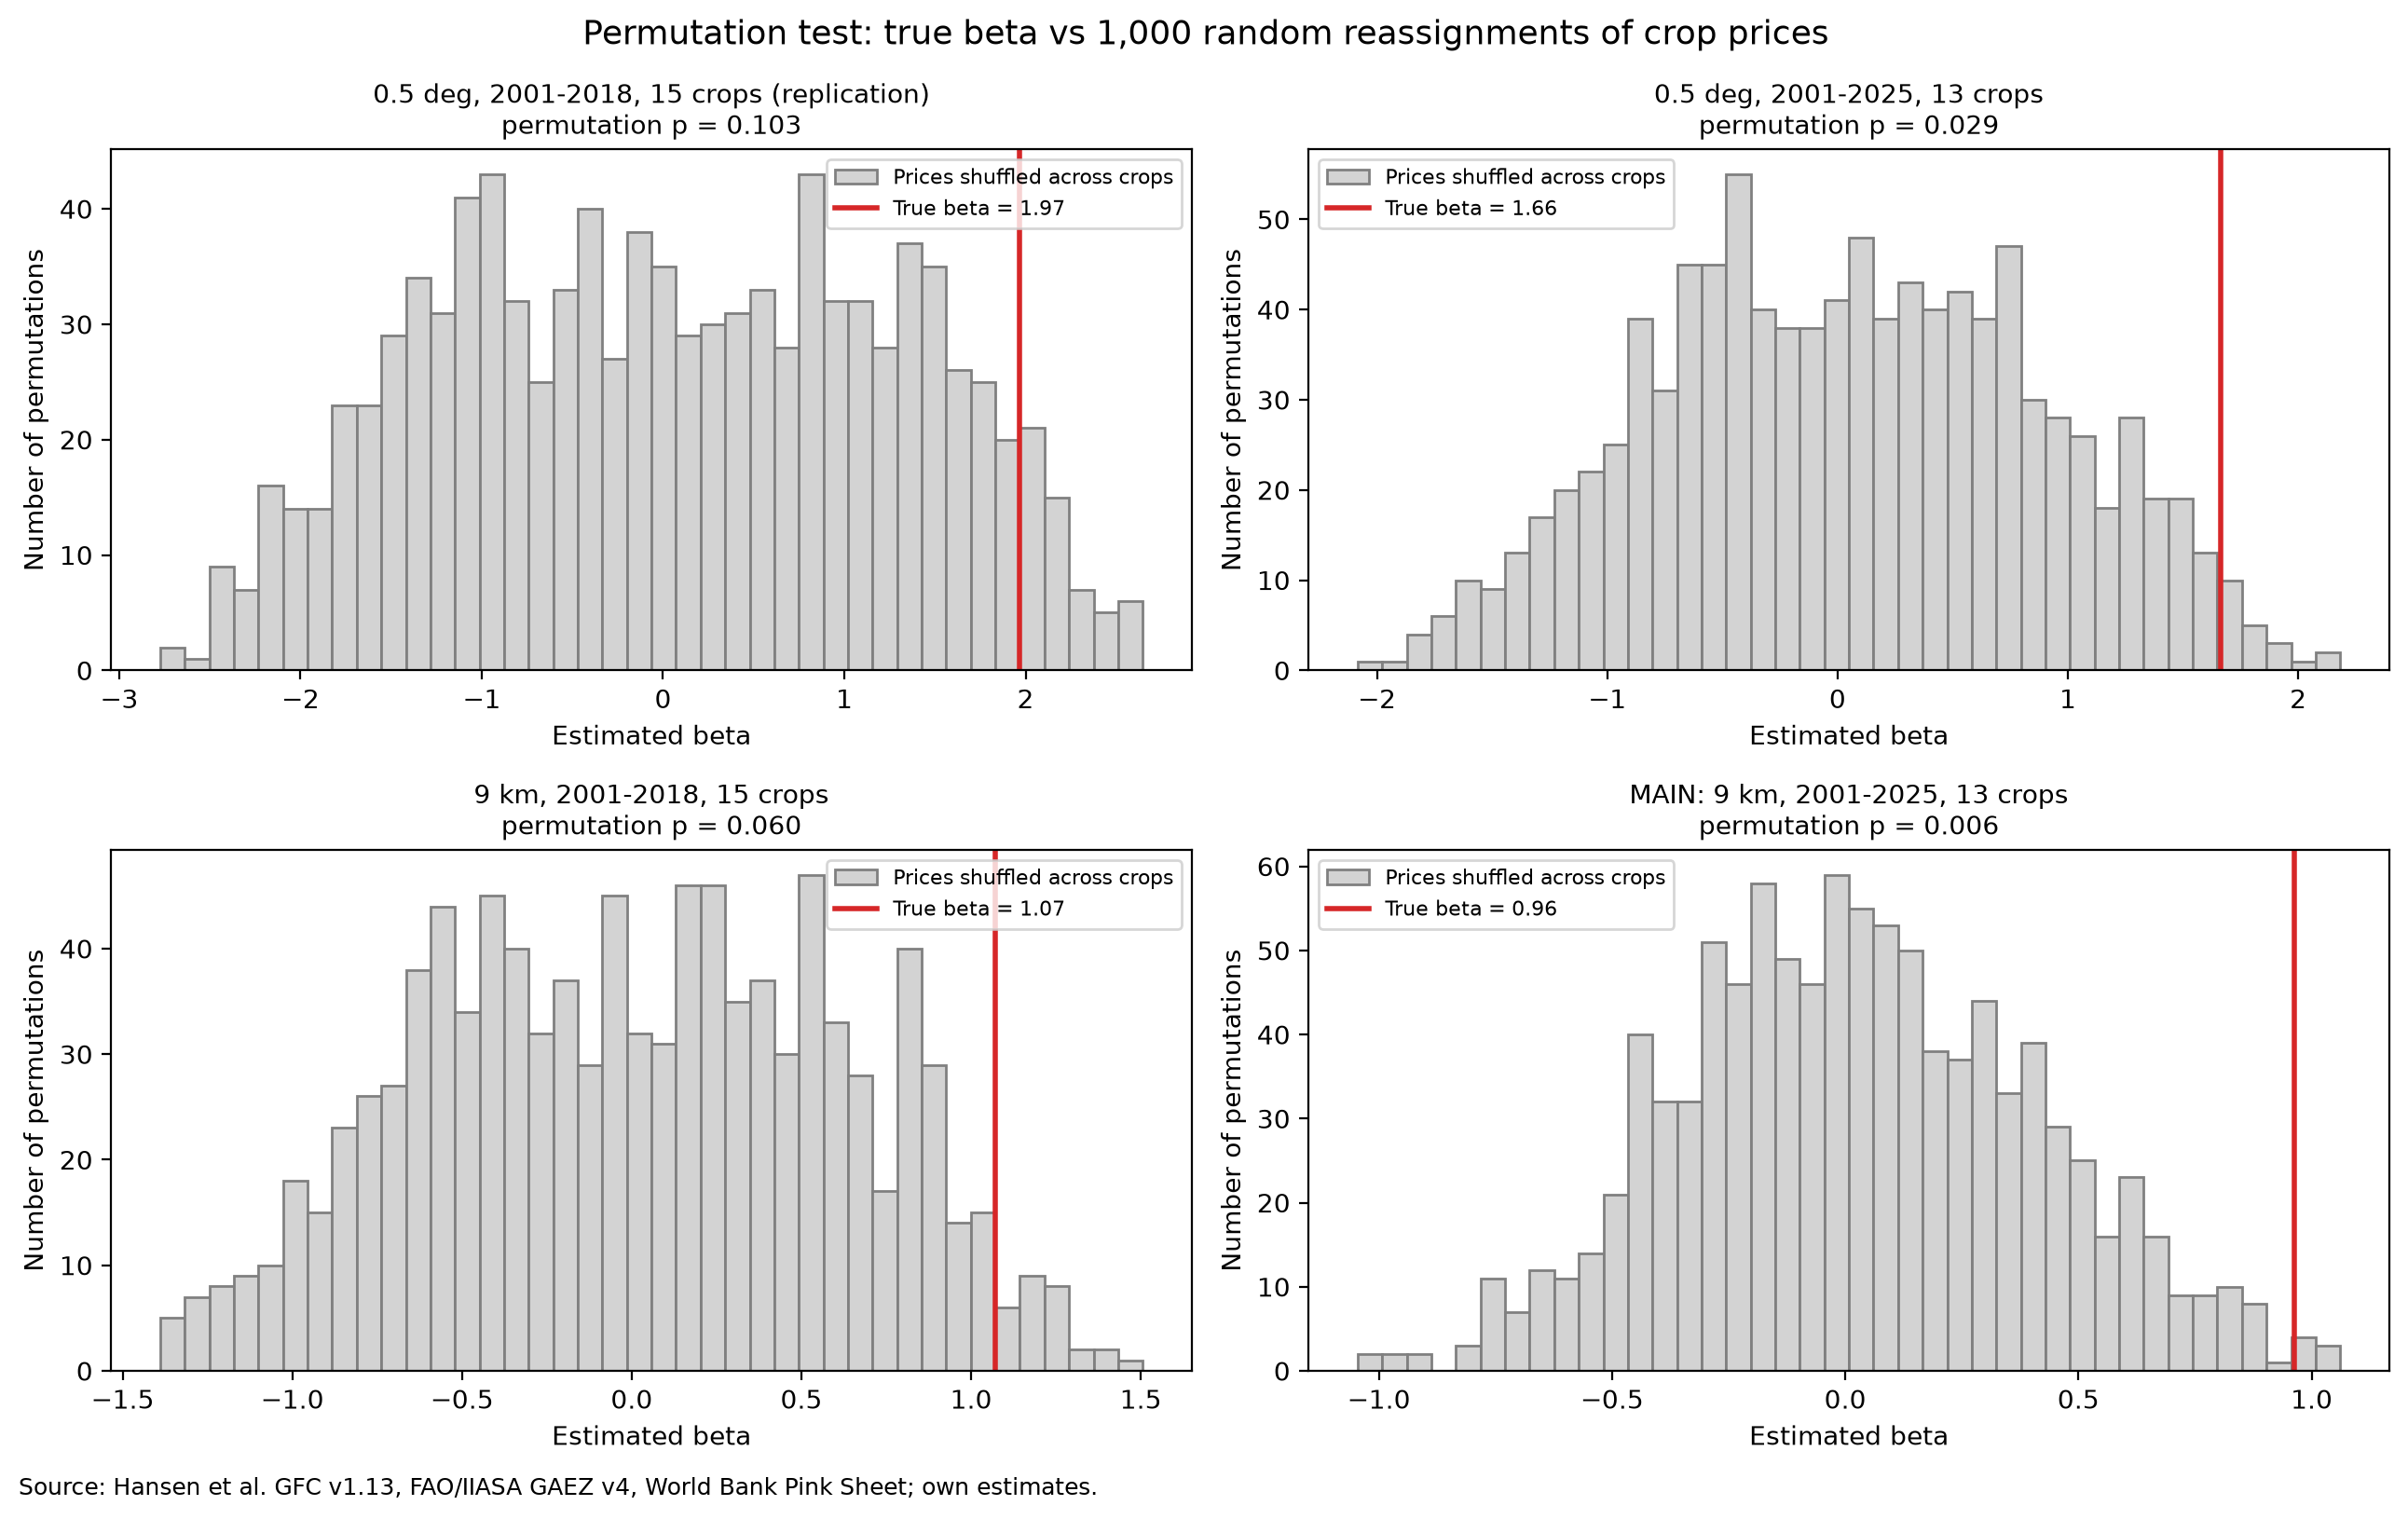 Permutation test: true beta vs 1,000 random reassignments of crop prices
0.5 deg, 2001-2018, 15 crops (replication)
permutation p = 0.103
Prices shuffled across crops
True beta = 1.97
Number of permutations
40
30
20
10
0
−3
−2
−1
0
1
2
Estimated beta
0.5 deg, 2001-2025, 13 crops
permutation p = 0.029
Prices shuffled across crops
True beta = 1.66
Number of permutations
50
40
30
20
10
0
−2
−1
0
1
2
Estimated beta
9 km, 2001-2018, 15 crops
permutation p = 0.060
Prices shuffled across crops
True beta = 1.07
Number of permutations
40
30
20
10
0
−1.5
−1.0
−0.5
0.0
0.5
1.0
1.5
Estimated beta
MAIN: 9 km, 2001-2025, 13 crops
permutation p = 0.006
Prices shuffled across crops
True beta = 0.96
Number of permutations
60
50
40
30
20
10
0
−1.0
−0.5
0.0
0.5
1.0
Estimated beta
Source: Hansen et al. GFC v1.13, FAO/IIASA GAEZ v4, World Bank Pink Sheet; own estimates.